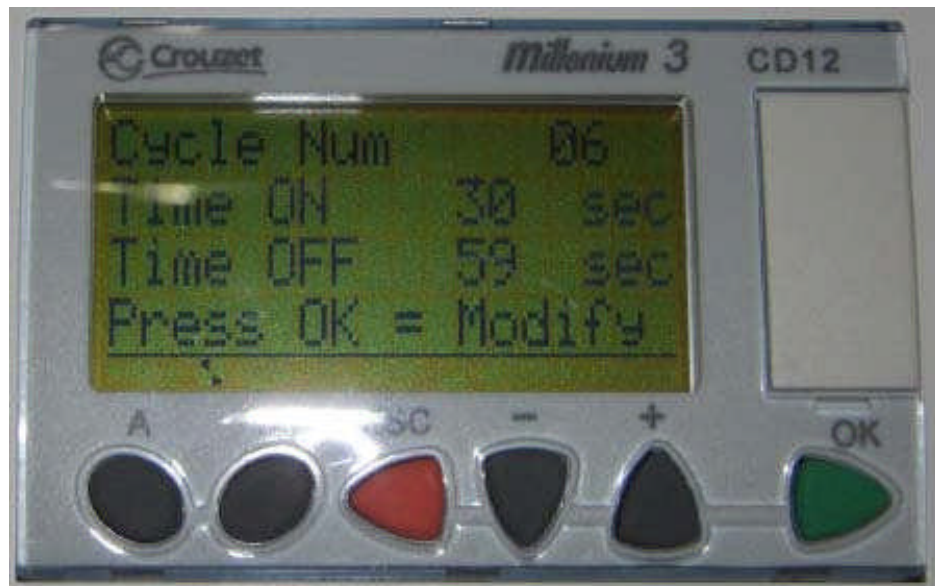 Crouzet Millenium 3 CD12
Cycle Num 06
Time ON 30 sec
Time OFF 59 sec
Press OK = Modify
A SC - + OK